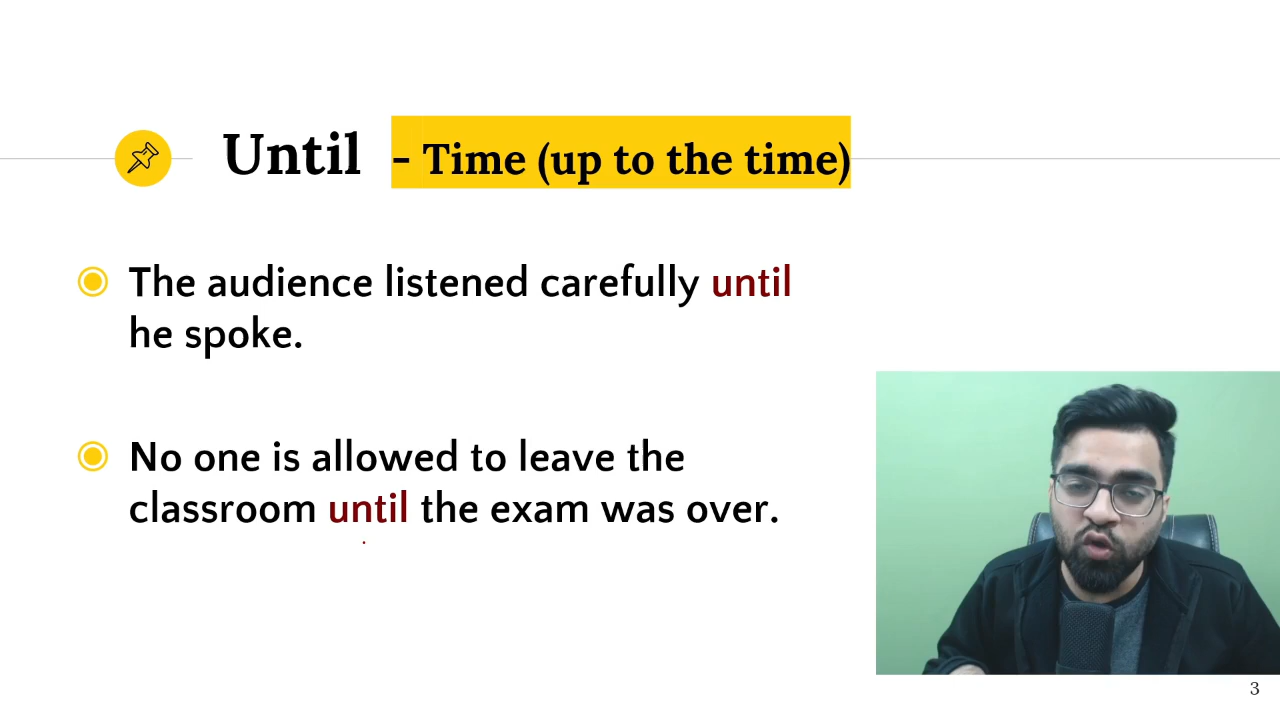 Until - Time (up to the time)
The audience listened carefully until
he spoke.
No one is allowed to leave the
classroom until the exam was over.
3